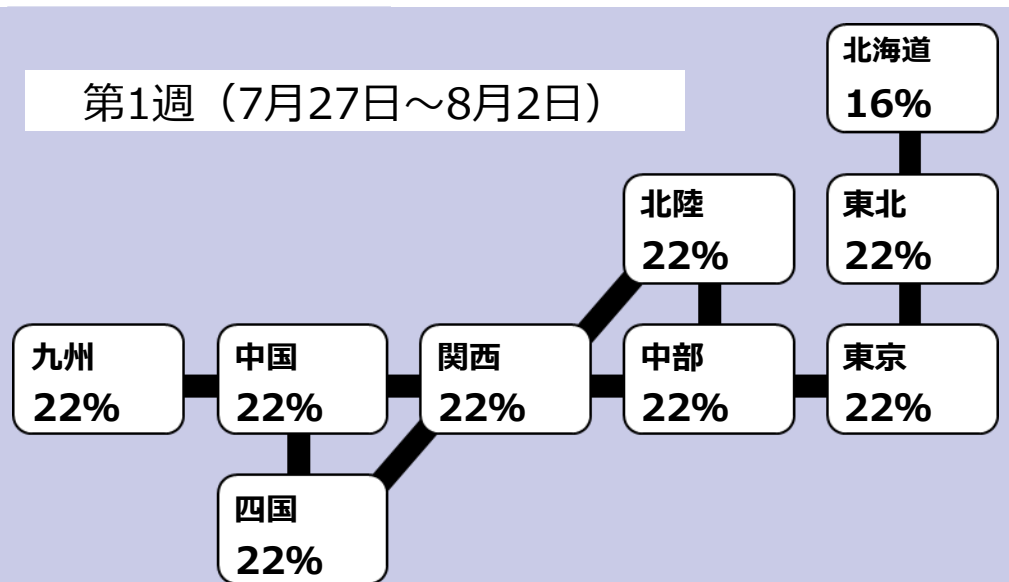 第1週（7月27日～8月2日）
北海道
16%
北陸
22%
東北
22%
九州
22%
中国
22%
関西
22%
中部
22%
東京
22%
四国
22%